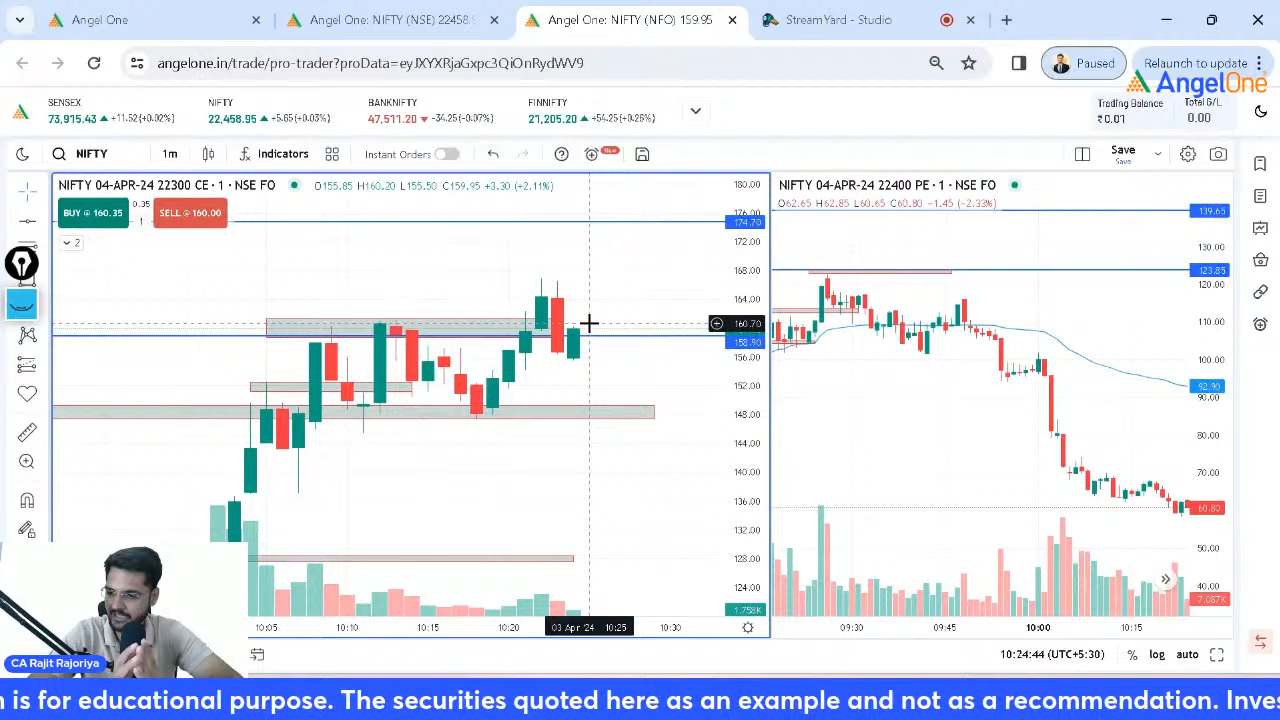 Angel One
Angel One: NIFTY (NSE) 22458.
Angel One: NIFTY (NFO) 159.95
StreamYard - Studio
angelone.in/trade/pro-trader?proData=eyJXYXRjaGxpc3QiOnRydWV9
Paused
Relaunch to update
AngelOne
SENSEX
73,915.43 +11.52(+0.02%)
NIFTY
22,458.95 +5.65(+0.03%)
BANKNIFTY
47,511.20 -34.25(-0.07%)
FINNIFTY
21,205.20 +54.25(+0.26%)
Trading Balance
₹0.01
Total G/L
0.00
NIFTY
1m
Indicators
Instant Orders
New
Save
Save
NIFTY 04-APR-24 22300 CE · 1 · NSE FO
O155.85 H160.20 L155.50 C159.95 +3.30 (+2.11%)
BUY @ 160.35
0.35
1
SELL @ 160.00
2
180.00
176.00
174.70
172.00
168.00
164.00
160.70
158.90
156.00
152.00
148.00
144.00
140.00
136.00
132.00
128.00
124.00
1.758K
10:05
10:10
10:15
10:20
03 Apr '24 10:25
10:30
NIFTY 04-APR-24 22400 PE · 1 · NSE FO
O62.65 H62.85 L60.65 C60.80 -1.45 (-2.33%)
139.65
130.00
123.85
120.00
110.00
100.00
92.90
90.00
80.00
70.00
60.80
50.00
40.00
7.087K
09:30
09:45
10:00
10:15
10:24:44 (UTC+5:30)
%
log
auto
CA Rajit Rajoriya
is for educational purpose. The securities quoted here as an example and not as a recommendation.